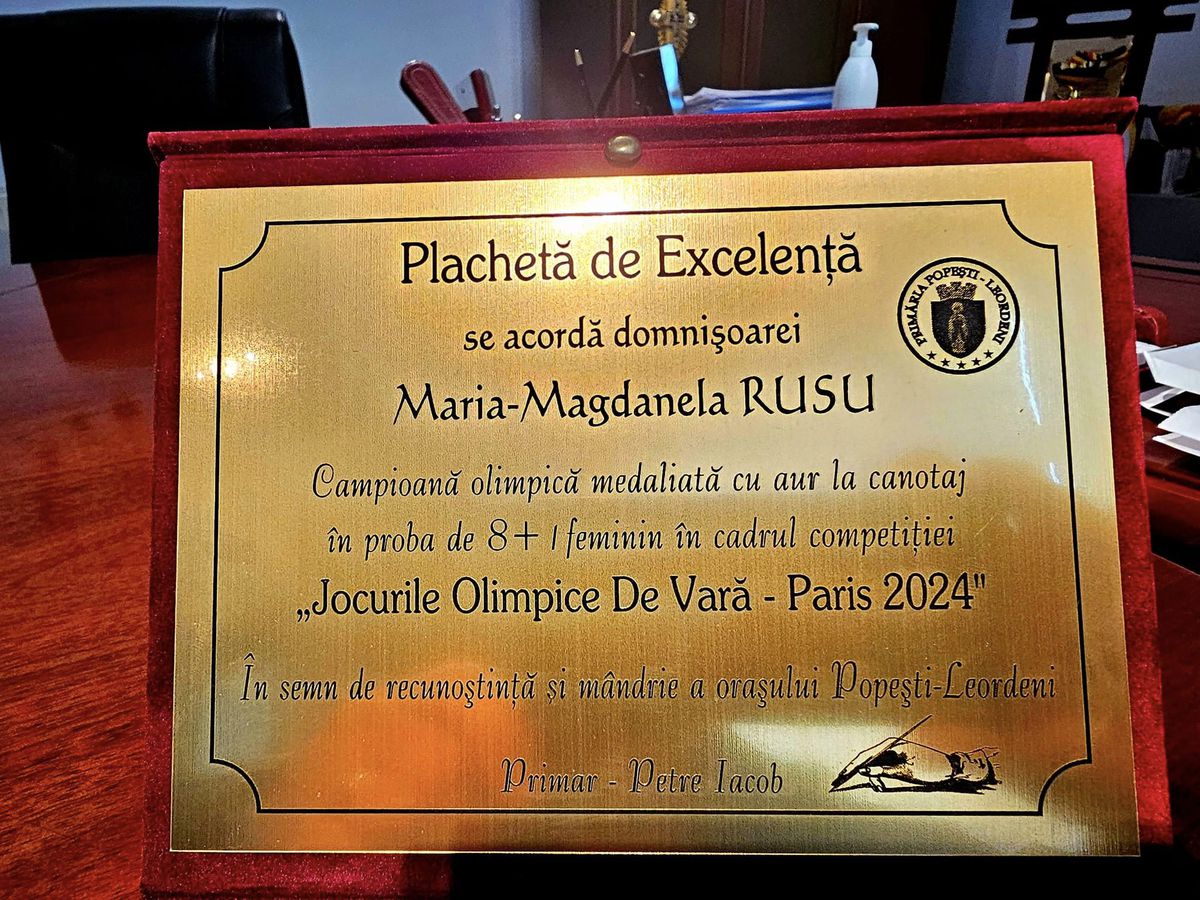 Plachetă de Excelență
se acordă domnișoarei
PRIMĂRIA POPEȘTI - LEORDENI
Maria-Magdanela RUSU
Campioană olimpică medaliată cu aur la canotaj
în proba de 8+1 feminin în cadrul competiției
„Jocurile Olimpice De Vară - Paris 2024"
În semn de recunoștință și mândrie a orașului Popești-Leordeni
Primar - Petre Iacob